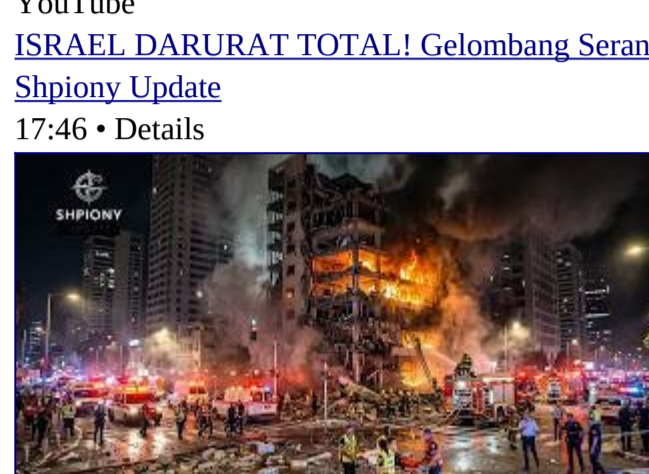 YouTube
ISRAEL DARURAT TOTAL! Gelombang Seran
Shpiony Update
17:46 • Details
SHPIONY